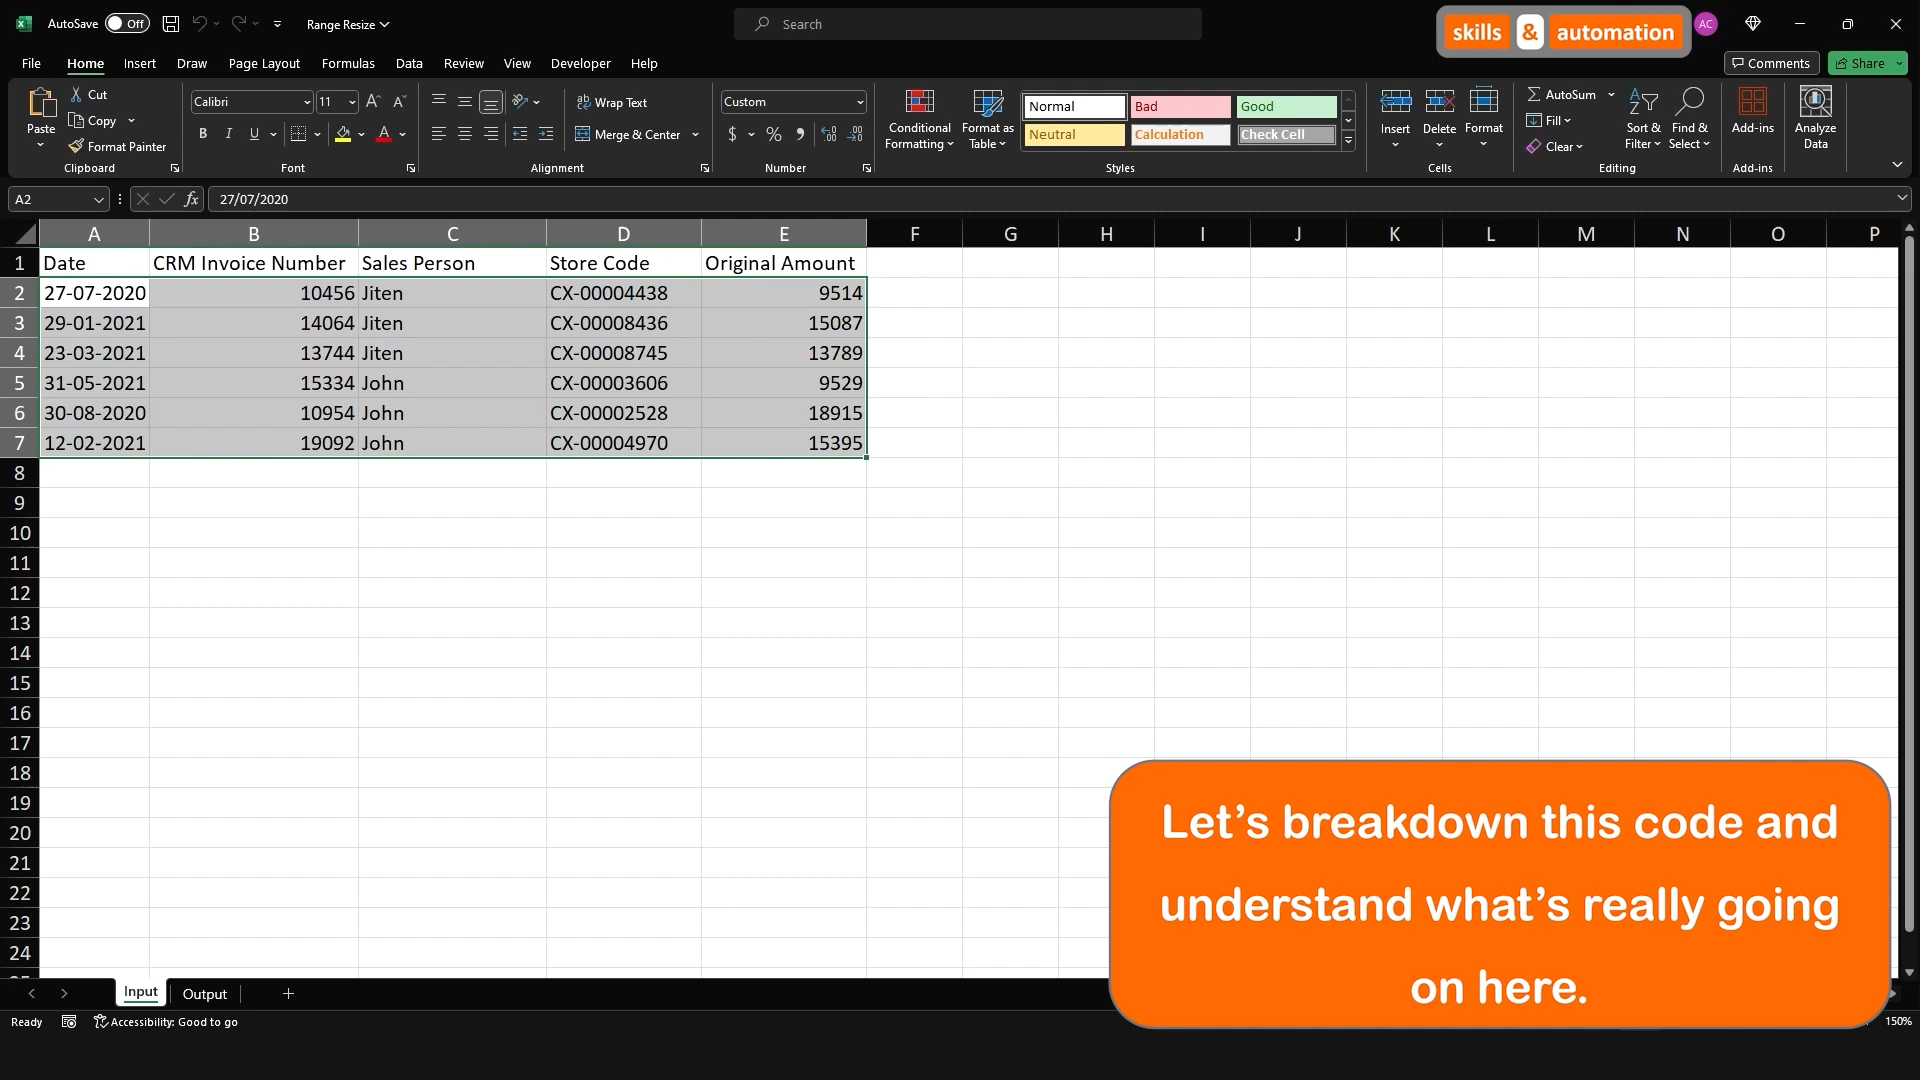 AutoSave Off Range Resize Search skills & automation AC
File Home Insert Draw Page Layout Formulas Data Review View Developer Help Comments Share
Paste Cut Copy Format Painter Clipboard
Calibri 11 B I U A Font
Wrap Text Merge & Center Alignment
Custom $ % Number
Conditional Formatting Format as Table Normal Bad Good Neutral Calculation Check Cell Styles
Insert Delete Format Cells
AutoSum Fill Clear Sort & Filter Find & Select Editing
Add-ins Add-ins
Analyze Data
A2 fx 27/07/2020
A B C D E F G H I J K L M N O P
1 Date CRM Invoice Number Sales Person Store Code Original Amount
2 27-07-2020 10456 Jiten CX-00004438 9514
3 29-01-2021 14064 Jiten CX-00008436 15087
4 23-03-2021 13744 Jiten CX-00008745 13789
5 31-05-2021 15334 John CX-00003606 9529
6 30-08-2020 10954 John CX-00002528 18915
7 12-02-2021 19092 John CX-00004970 15395
8
9
10
11
12
13
14
15
16
17
18
19
20
21
22
23
24
Let's breakdown this code and
understand what's really going
on here.
Input Output
Ready Accessibility: Good to go 150%